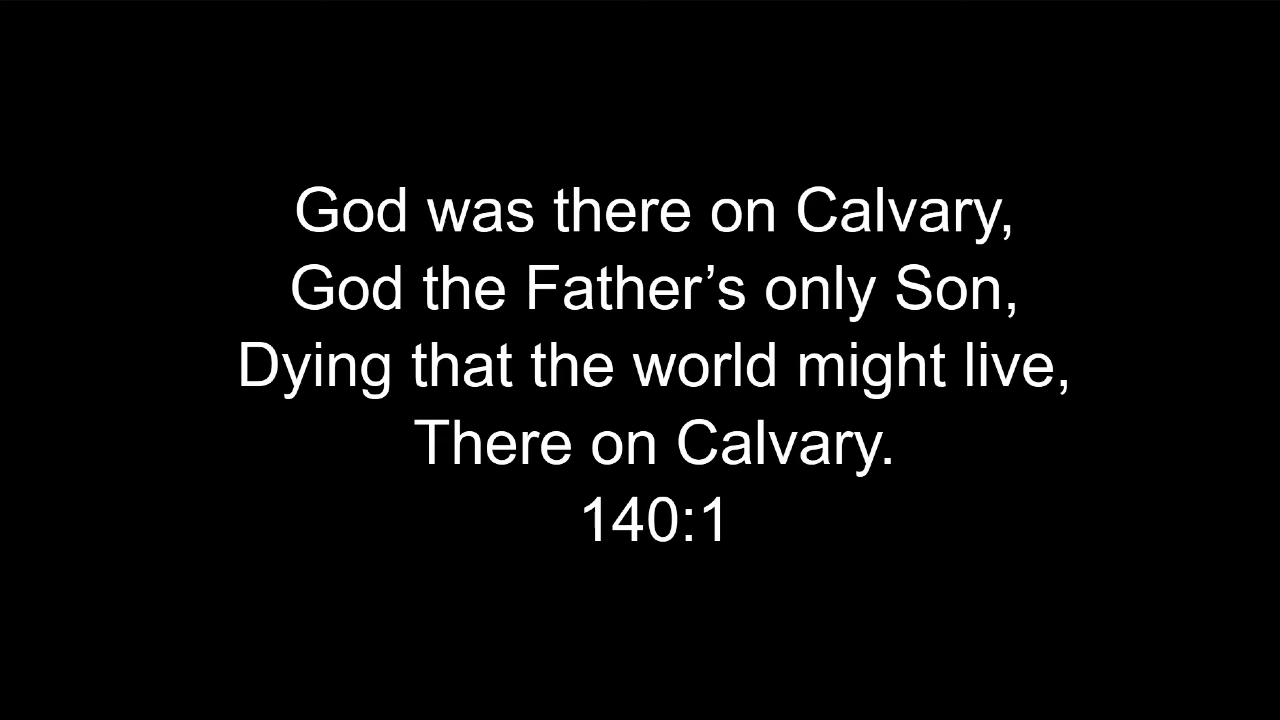 God was there on Calvary,
God the Father’s only Son,
Dying that the world might live,
There on Calvary.
140:1